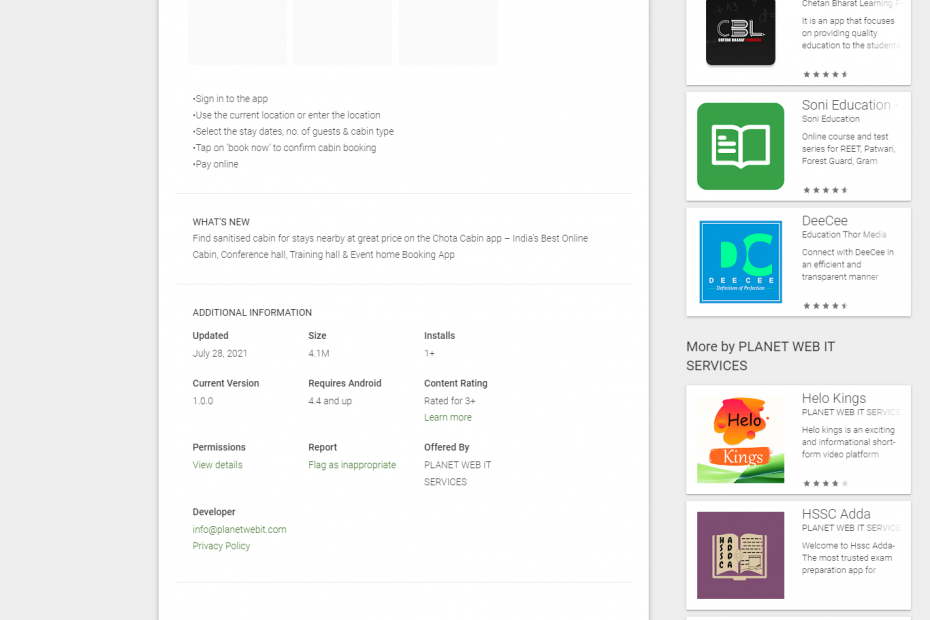 •Sign in to the app
•Use the current location or enter the location
•Select the stay dates, no. of guests & cabin type
•Tap on 'book now' to confirm cabin booking
•Pay online
WHAT'S NEW
Find sanitised cabin for stays nearby at great price on the Chota Cabin app – India's Best Online
Cabin, Conference hall, Training hall & Event home Booking App
ADDITIONAL INFORMATION
Updated
July 28, 2021
Size
4.1M
Installs
1+
Current Version
1.0.0
Requires Android
4.4 and up
Content Rating
Rated for 3+
Learn more
Permissions
View details
Report
Flag as inappropriate
Offered By
PLANET WEB IT
SERVICES
Developer
info@planetwebit.com
Privacy Policy
CBL
CHETAN BHARAT LEARNING
Chetan Bharat Learning
It is an app that focuses
on providing quality
education to the students
Soni Education -
Soni Education
Online course and test
series for REET, Patwari,
Forest Guard, Gram
DC
DEECEE
Definition of Perfection
DeeCee
Education Thor Media
Connect with DeeCee in
an efficient and
transparent manner
More by PLANET WEB IT
SERVICES
Helo
Kings
Helo Kings
PLANET WEB IT SERVICE
Helo kings is an exciting
and informational short-
form video platform
HSSC
ADDA
HSSC Adda
PLANET WEB IT SERVICE
Welcome to Hssc Adda-
The most trusted exam
preparation app for